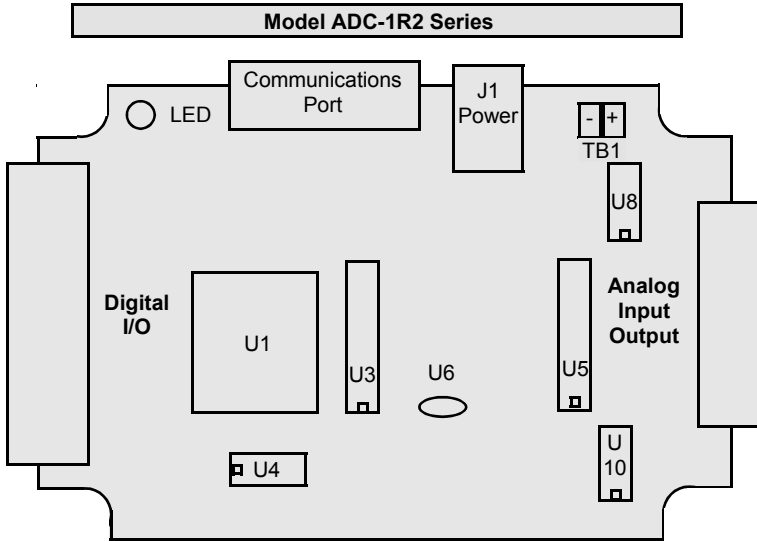 Model ADC-1R2 Series
Communications
Port
J1
Power
LED
- +
TB1
U8
Digital
I/O
Analog
Input
Output
U1
U3
U6
U5
U4
U
10